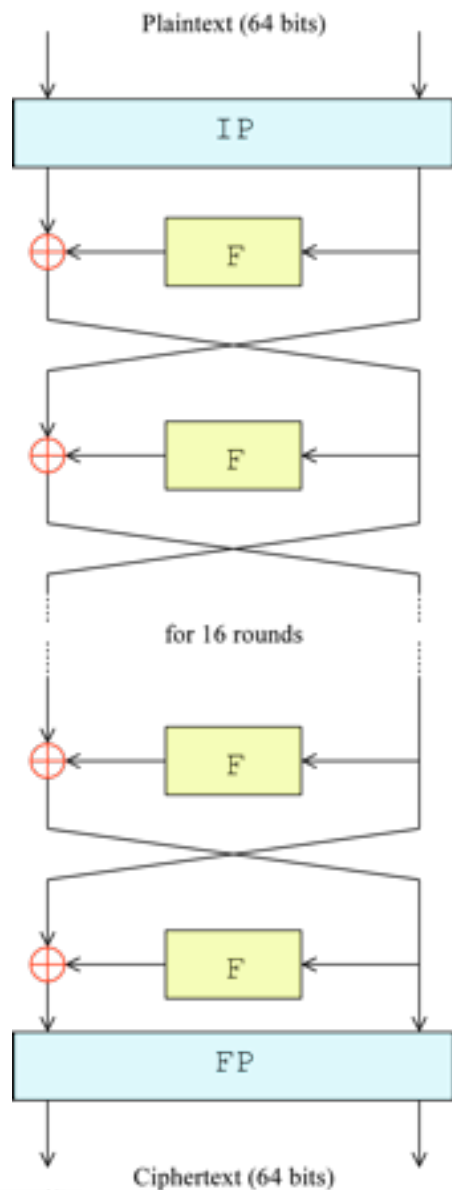 Plaintext (64 bits)
IP
F
F
for 16 rounds
F
F
FP
Ciphertext (64 bits)